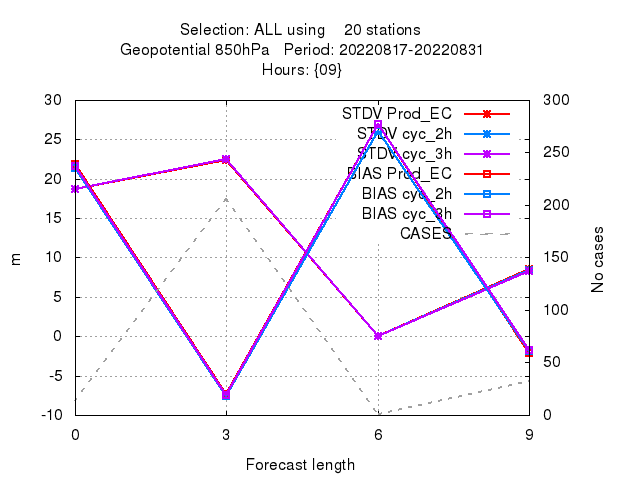 Selection: ALL using    20 stations
Geopotential 850hPa   Period: 20220817-20220831
Hours: {09}
30
25
20
15
10
5
0
-5
-10
300
250
200
150
100
50
0
STDV Prod_EC
STDV cyc_2h
STDV cyc_3h
BIAS Prod_EC
BIAS cyc_2h
BIAS cyc_3h
CASES
m
No cases
0 3 6 9
Forecast length